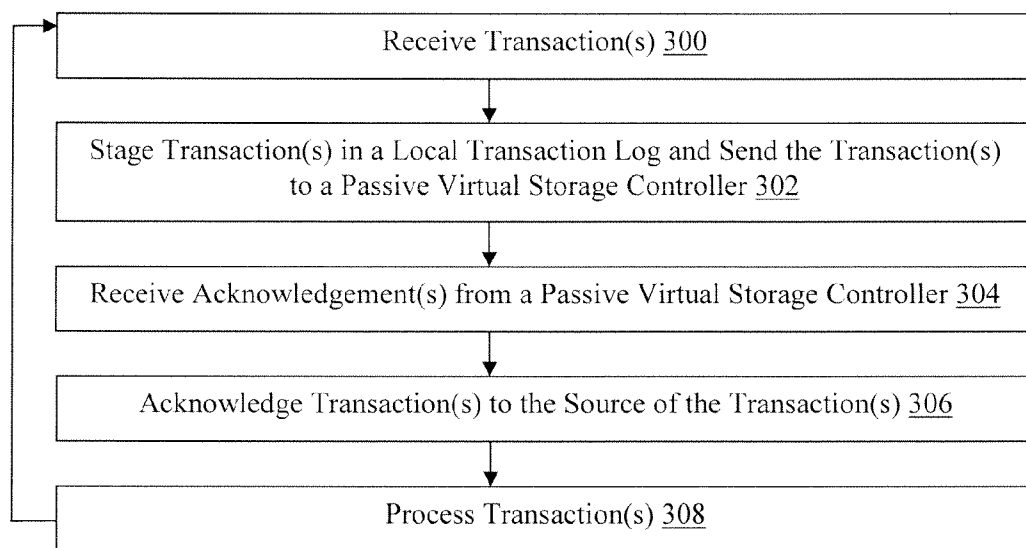 Receive Transaction(s) 300
Stage Transaction(s) in a Local Transaction Log and Send the Transaction(s)
to a Passive Virtual Storage Controller 302
Receive Acknowledgement(s) from a Passive Virtual Storage Controller 304
Acknowledge Transaction(s) to the Source of the Transaction(s) 306
Process Transaction(s) 308